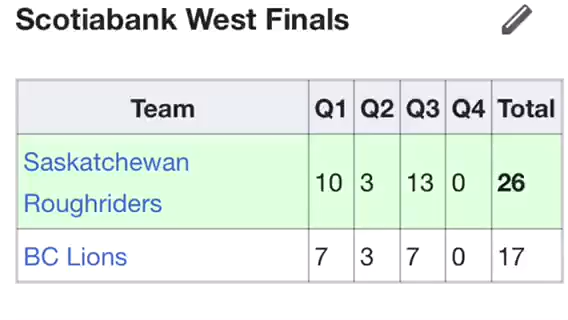 Scotiabank West Finals
Team Q1 Q2 Q3 Q4 Total
Saskatchewan
Roughriders 10 3 13 0 26
BC Lions 7 3 7 0 17